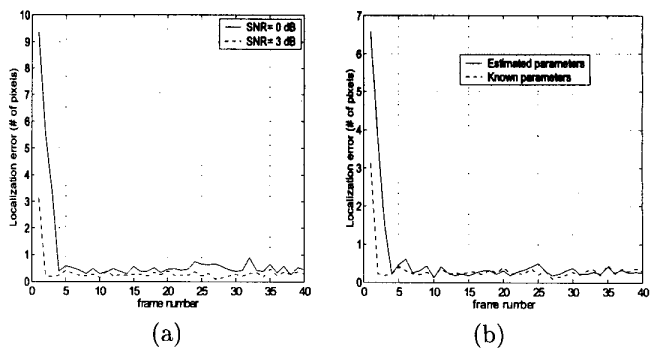 10
9
8
7
6
5
4
3
2
1
0
Localization error (# of pixels)
SNR= 0 dB
SNR= 3 dB
0 5 10 15 20 25 30 35 40
frame number
(a)
7
6
5
4
3
2
1
0
Localization error (# of pixels)
Estimated parameters
Known parameters
0 5 10 15 20 25 30 35 40
frame number
(b)